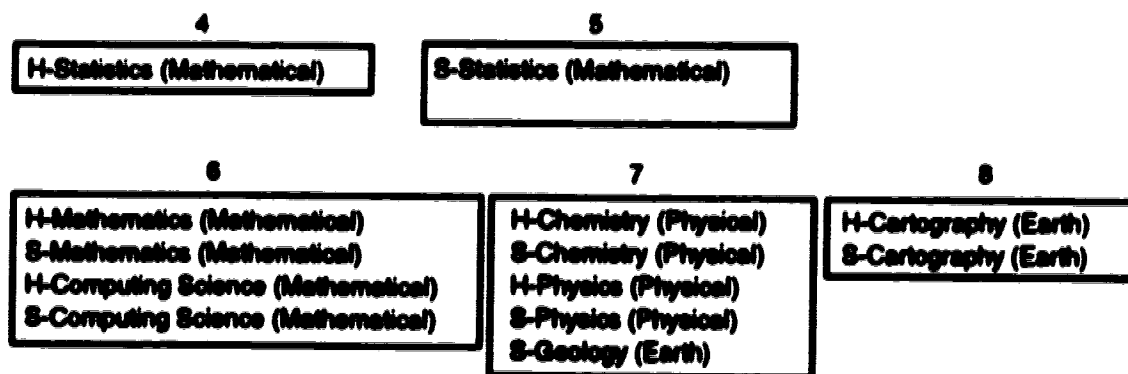 4
5
H-Statistics (Mathematical)
S-Statistics (Mathematical)
6
7
8
H-Mathematics (Mathematical)
S-Mathematics (Mathematical)
H-Computing Science (Mathematical)
S-Computing Science (Mathematical)
H-Chemistry (Physical)
S-Chemistry (Physical)
H-Physics (Physical)
S-Physics (Physical)
S-Geology (Earth)
H-Cartography (Earth)
S-Cartography (Earth)